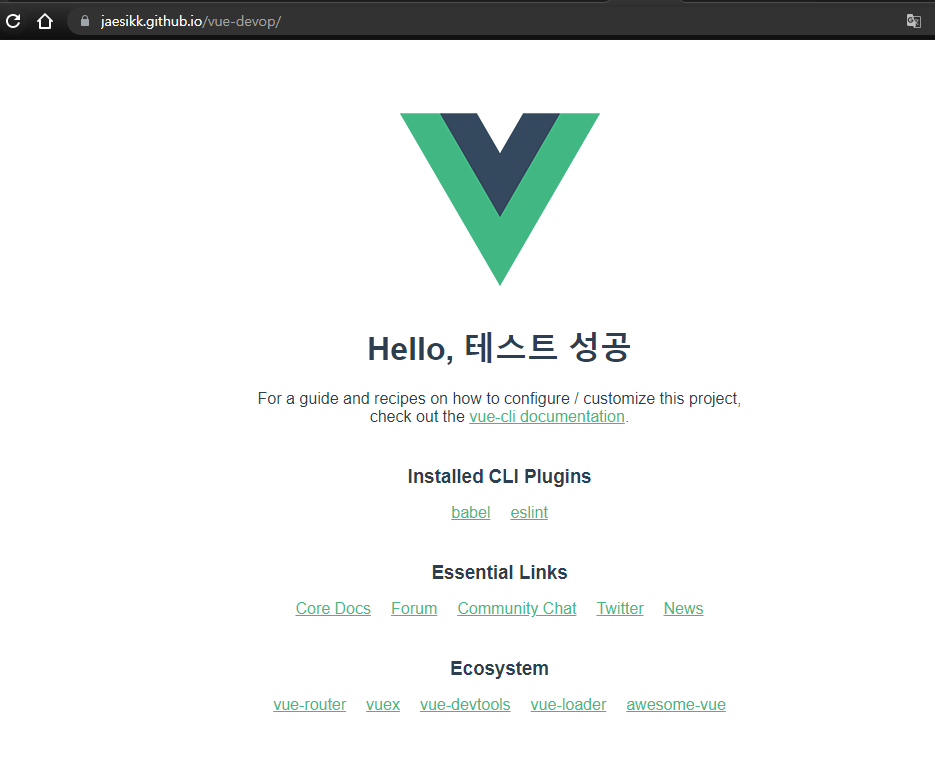 jaesikk.github.io/vue-devop/
Hello, 테스트 성공
For a guide and recipes on how to configure / customize this project,
check out the vue-cli documentation.
Installed CLI Plugins
babel eslint
Essential Links
Core Docs Forum Community Chat Twitter News
Ecosystem
vue-router vuex vue-devtools vue-loader awesome-vue